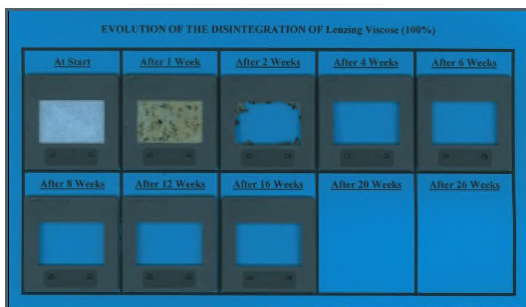 EVOLUTION OF THE DISINTEGRATION OF Lenzing Viscose (100%)
At Start After 1 Week After 2 Weeks After 4 Weeks After 6 Weeks
After 8 Weeks After 12 Weeks After 16 Weeks After 20 Weeks After 26 Weeks